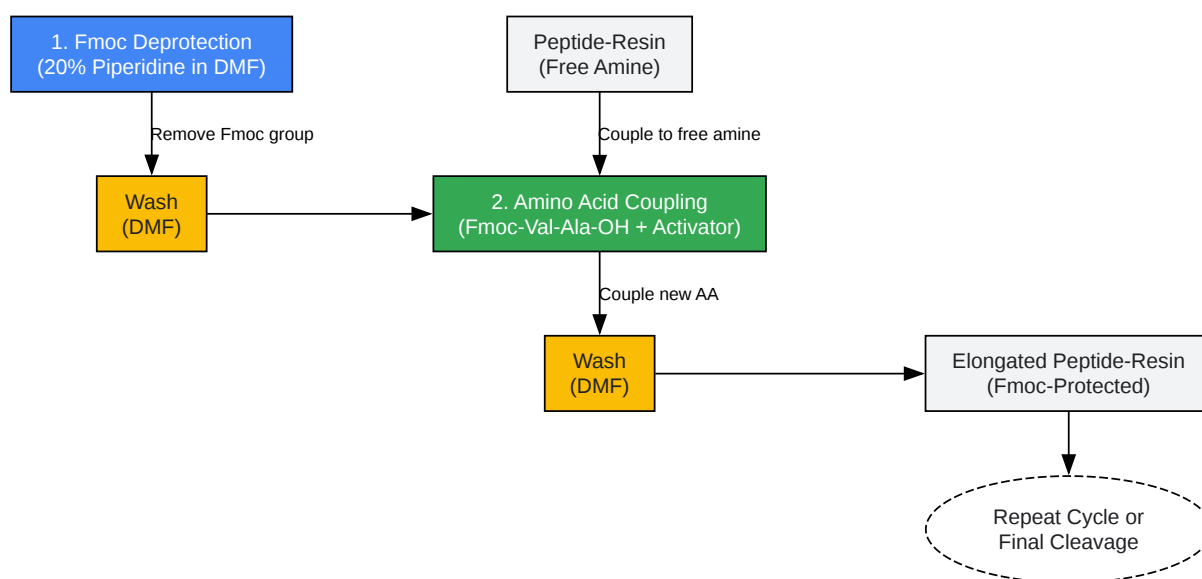 1. Fmoc Deprotection
(20% Piperidine in DMF)
Peptide-Resin
(Free Amine)
Remove Fmoc group
Couple to free amine
Wash
(DMF)
2. Amino Acid Coupling
(Fmoc-Val-Ala-OH + Activator)
Couple new AA
Wash
(DMF)
Elongated Peptide-Resin
(Fmoc-Protected)
Repeat Cycle or
Final Cleavage